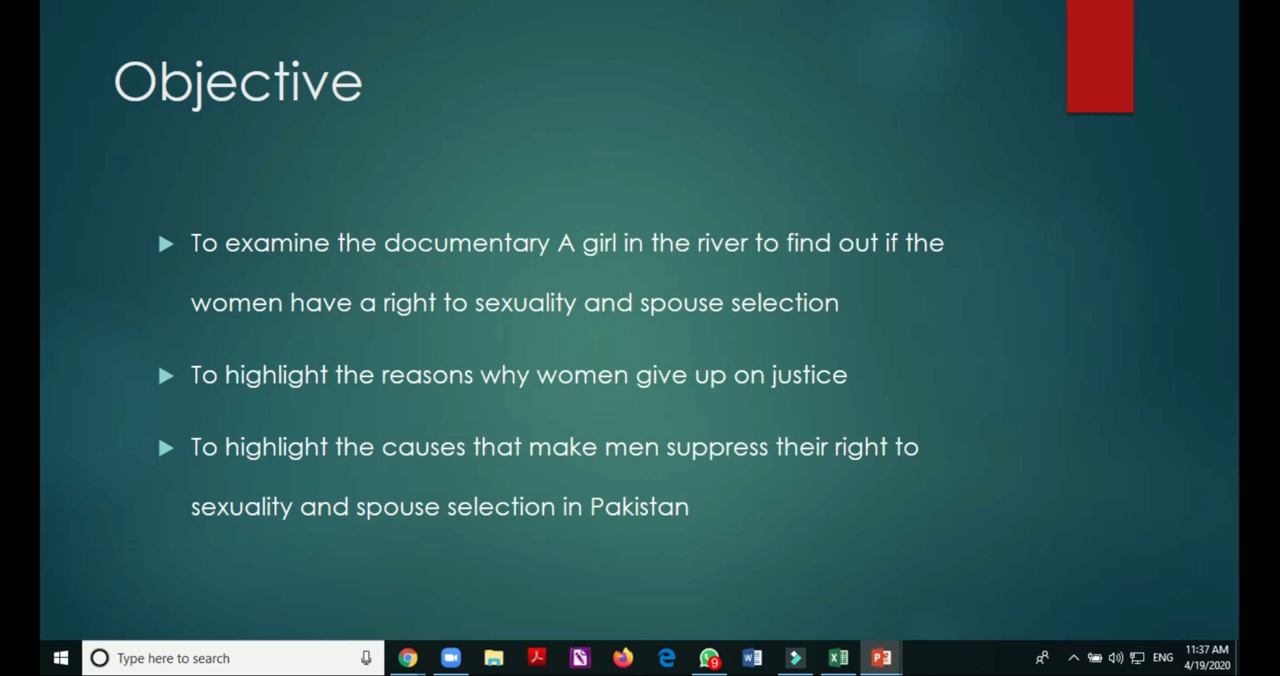 Objective
To examine the documentary A girl in the river to find out if the
women have a right to sexuality and spouse selection
To highlight the reasons why women give up on justice
To highlight the causes that make men suppress their right to
sexuality and spouse selection in Pakistan
Type here to search
9
ENG
11:37 AM
4/19/2020